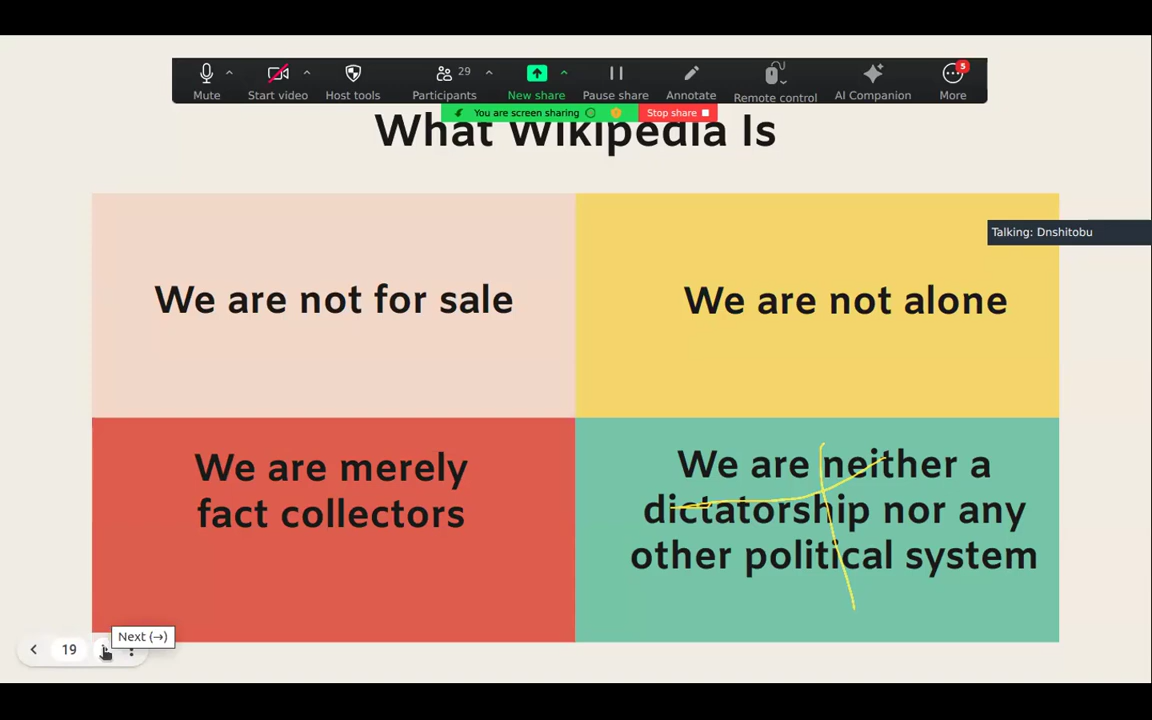 Mute
Start video
Host tools
29
Participants
New share
Pause share
Annotate
Remote control
AI Companion
5
More
You are screen sharing
Stop share
What Wikipedia Is
Talking: Dnshitobu
We are not for sale
We are not alone
We are merely
fact collectors
We are neither a
dictatorship nor any
other political system
Next (→)
19